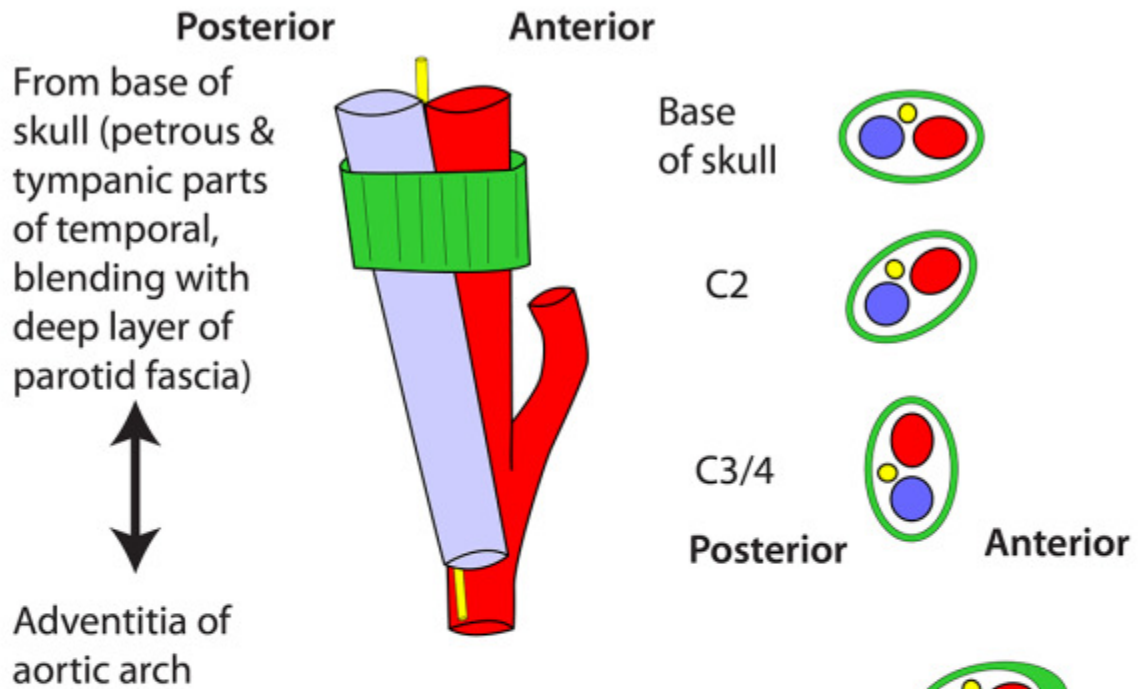 Posterior
Anterior
From base of
skull (petrous &
tympanic parts
of temporal,
blending with
deep layer of
parotid fascia)
Adventitia of
aortic arch
Base
of skull
C2
C3/4
Posterior
Anterior